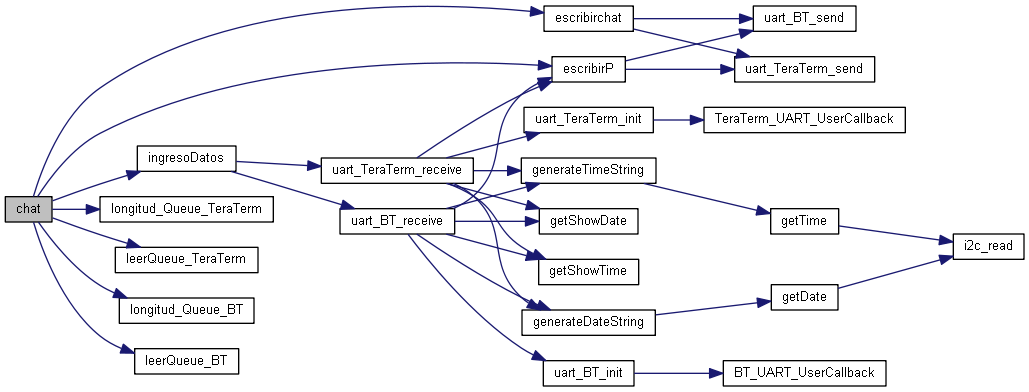 escribirchat
uart_BT_send
escribirP
uart_TeraTerm_send
uart_TeraTerm_init
TeraTerm_UART_UserCallback
ingresoDatos
uart_TeraTerm_receive
generateTimeString
chat
longitud_Queue_TeraTerm
uart_BT_receive
getShowDate
getTime
i2c_read
leerQueue_TeraTerm
getShowTime
longitud_Queue_BT
generateDateString
getDate
leerQueue_BT
uart_BT_init
BT_UART_UserCallback